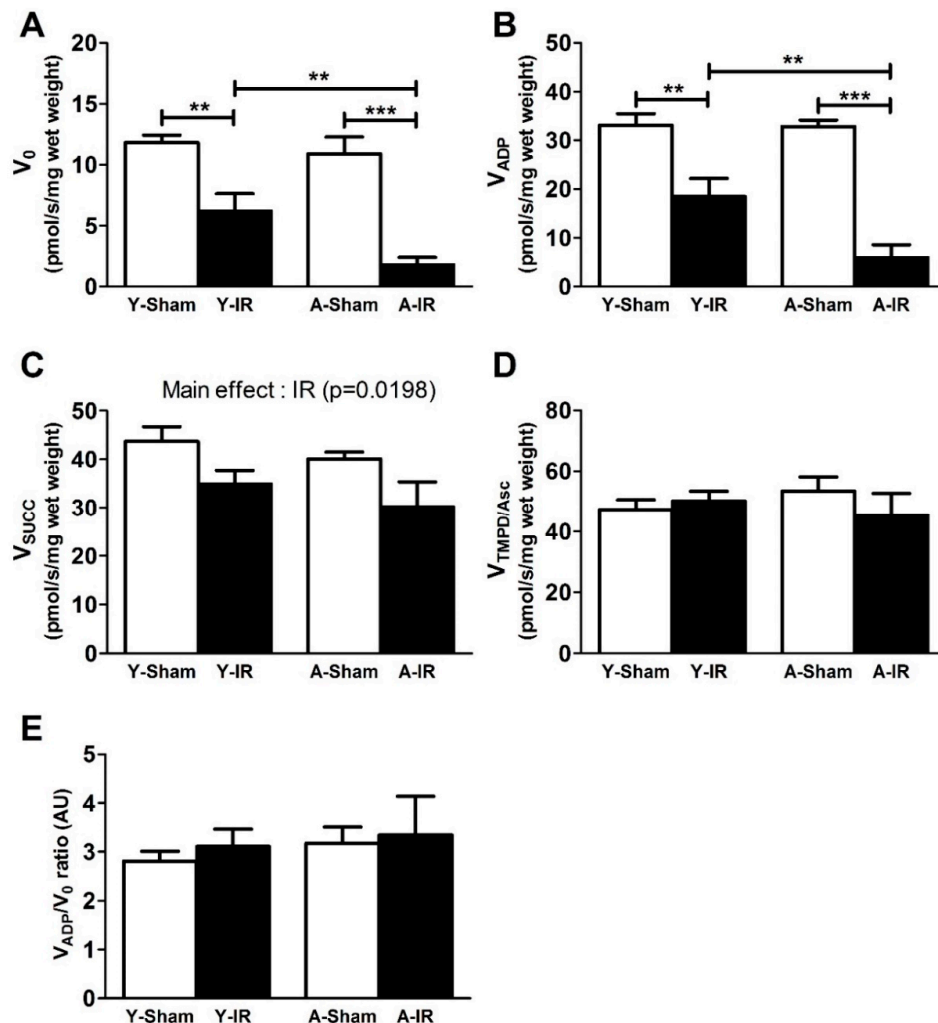 A
V0
(pmol/s/mg wet weight)
20
15
10
5
0
**
**
***
Y-Sham Y-IR A-Sham A-IR
B
VADP
(pmol/s/mg wet weight)
50
40
30
20
10
0
**
**
***
Y-Sham Y-IR A-Sham A-IR
C
Main effect : IR (p=0.0198)
VSUCC
(pmol/s/mg wet weight)
50
40
30
20
10
0
Y-Sham Y-IR A-Sham A-IR
D
VTMPD/Asc
(pmol/s/mg wet weight)
80
60
40
20
0
Y-Sham Y-IR A-Sham A-IR
E
VADP/V0 ratio (AU)
5
4
3
2
1
0
Y-Sham Y-IR A-Sham A-IR